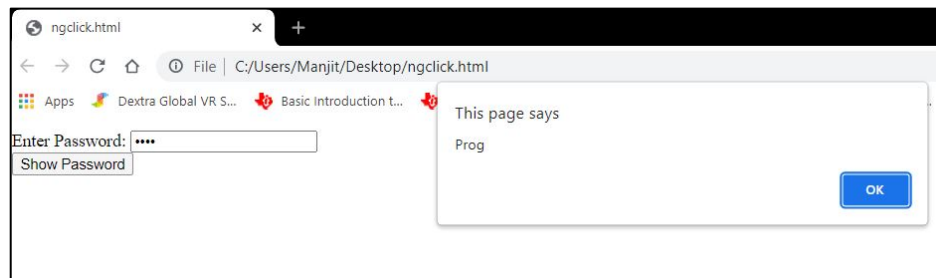 ngclick.html
File | C:/Users/Manjit/Desktop/ngclick.html
Apps Dextra Global VR S... Basic Introduction t...
This page says
Prog
OK
Enter Password: ••••
Show Password